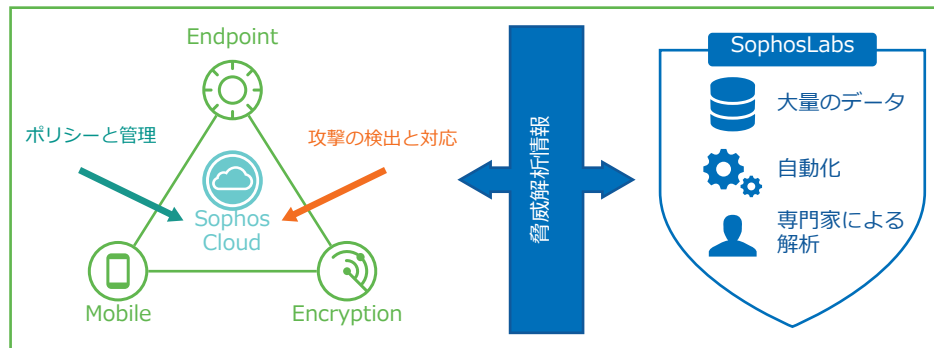 Endpoint
ポリシーと管理
攻撃の検出と対応
Sophos
Cloud
Mobile
Encryption
脅威解析情報
SophosLabs
大量のデータ
自動化
専門家による
解析